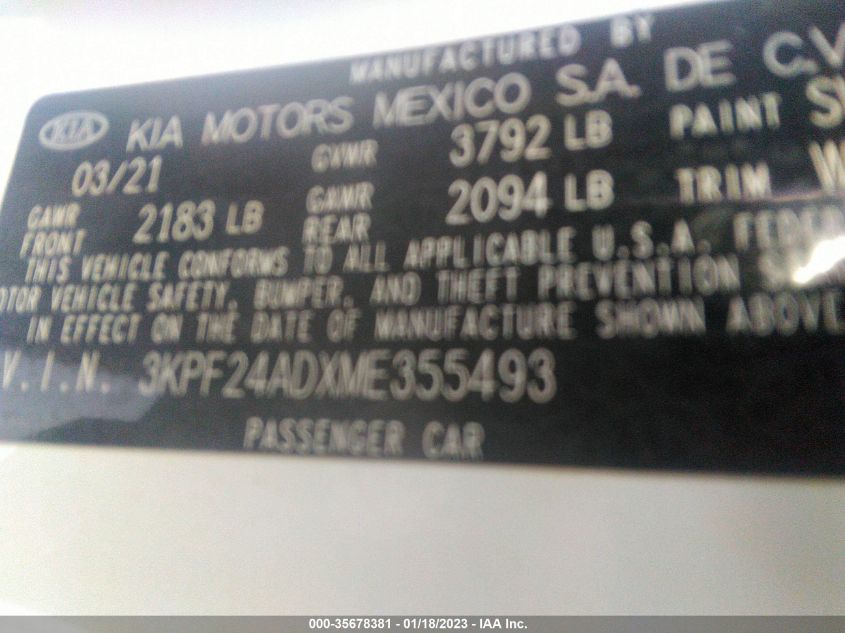 MANUFACTURED BY
KIA KIA MOTORS MEXICO S.A. DE C.V
03/21 GVWR 3792 LB PAINT
GAWR FRONT 2183 LB GAWR REAR 2094 LB TRIM
THIS VEHICLE CONFORMS TO ALL APPLICABLE U.S.A.
VEHICLE SAFETY, BUMPER, AND THEFT PREVENTION
IN EFFECT ON THE DATE OF MANUFACTURE SHOWN ABOVE
V.I.N. 3KPF24ADXME355493
PASSENGER CAR
000-35678381 - 01/18/2023 - IAA Inc.